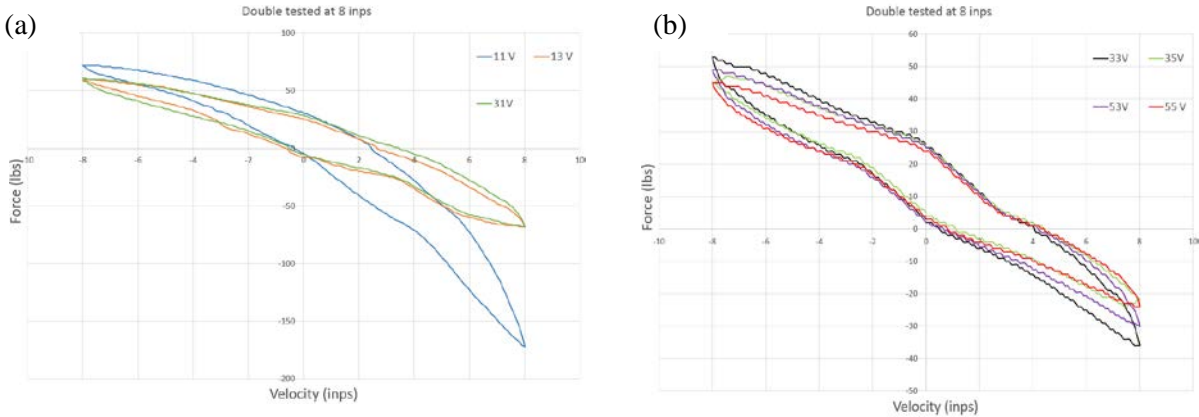 (a)
Double tested at 8 inps
100
50
0
-50
-100
-150
-200
-10 -8 -6 -4 -2 0 2 4 6 8 10
Force (lbs)
Velocity (inps)
11 V 13 V
31V
(b)
Double tested at 8 inps
60
50
40
30
20
10
0
-10
-20
-30
-40
-50
-10 -8 -6 -4 -2 0 2 4 6 8 10
Force (lbs)
Velocity (inps)
33V 35V
53V 55 V